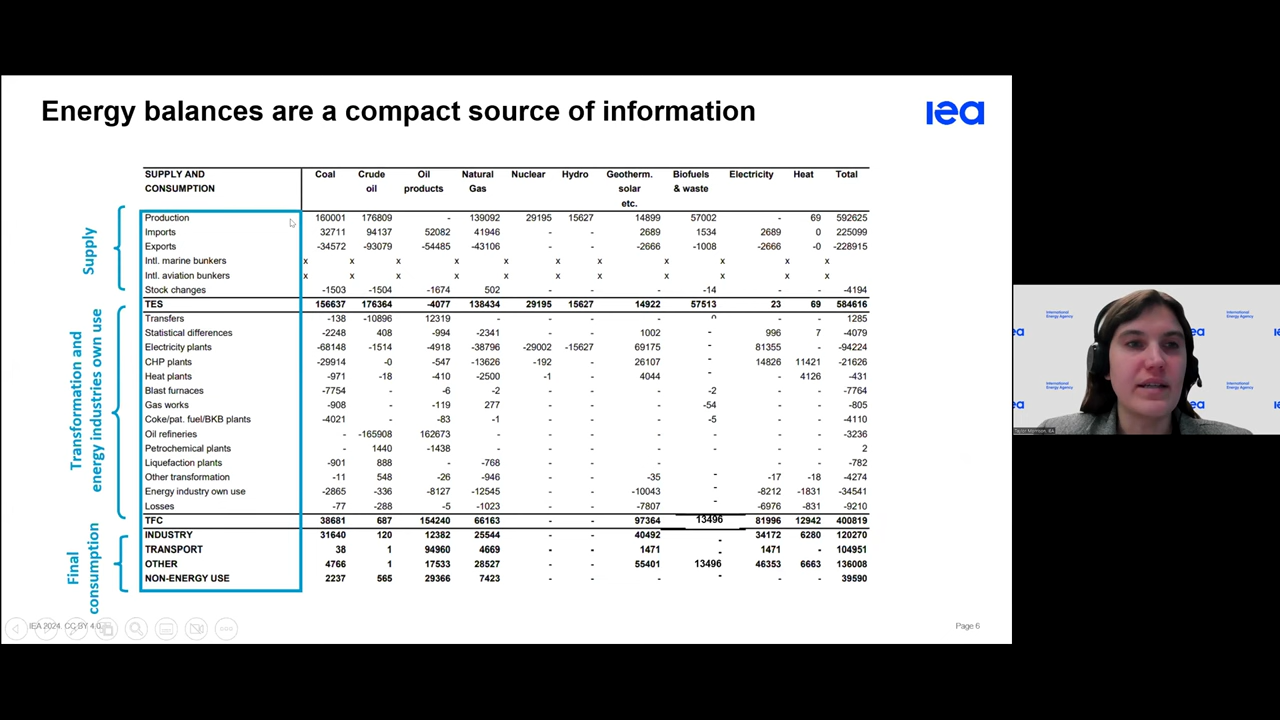 Energy balances are a compact source of information
iea
SUPPLY AND CONSUMPTION Coal Crude oil Oil products Natural Gas Nuclear Hydro Geotherm. solar etc. Biofuels & waste Electricity Heat Total
Supply
Production 160001 176809 - 139092 29195 15627 14899 57002 - 69 592625
Imports 32711 94137 52082 41946 - - 2689 1534 2689 0 225099
Exports -34572 -93079 -54485 -43106 - - -2666 -1008 -2666 -0 -228915
Intl. marine bunkers x x x x x x x x x x x
Intl. aviation bunkers x x x x x x x x x x x
Stock changes -1503 -1504 -1674 502 - - - -14 - - -4194
TES 156637 176364 -4077 138434 29195 15627 14922 57513 23 69 584616
Transformation and energy industries own use
Transfers -138 -10896 12319 - - - - - - 1285
Statistical differences -2248 408 -994 -2341 - - 1002 - 996 7 -4079
Electricity plants -68148 -1514 -4918 -38796 -29002 -15627 69175 - 81355 - -94224
CHP plants -29914 -0 -547 -13626 -192 - 26107 - 14826 11421 -21626
Heat plants -971 -18 -410 -2500 -1 - 4044 - - 4126 -431
Blast furnaces -7754 - -6 -2 - - - -2 - - -7764
Gas works -908 - -119 277 - - - -54 - - -805
Coke/pat. fuel/BKB plants -4021 - -83 -1 - - - -5 - - -4110
Oil refineries - -165908 162673 - - - - - - -3236
Petrochemical plants - 1440 -1438 - - - - - - 2
Liquefaction plants -901 888 - -768 - - - - - -782
Other transformation -11 548 -26 -946 - - -35 - -17 -18 -4274
Energy industry own use -2865 -336 -8127 -12545 - - -10043 - -8212 -1831 -34541
Losses -77 -288 -5 -1023 - - -7807 - -6976 -831 -9210
TFC 38681 687 154240 66163 - - 97364 13496 81996 12942 400819
Final consumption
INDUSTRY 31640 120 12382 25544 - - 40492 - 34172 6280 120270
TRANSPORT 38 1 94960 4669 - - 1471 - 1471 - 104951
OTHER 4766 1 17533 28527 - - 55401 13496 46353 6663 136008
NON-ENERGY USE 2237 565 29366 7423 - - - - - - 39590
IEA 2024. CC BY 4.0.
Page 6
International Energy Agency
International Energy Agency
International Energy Agency
International Energy Agency